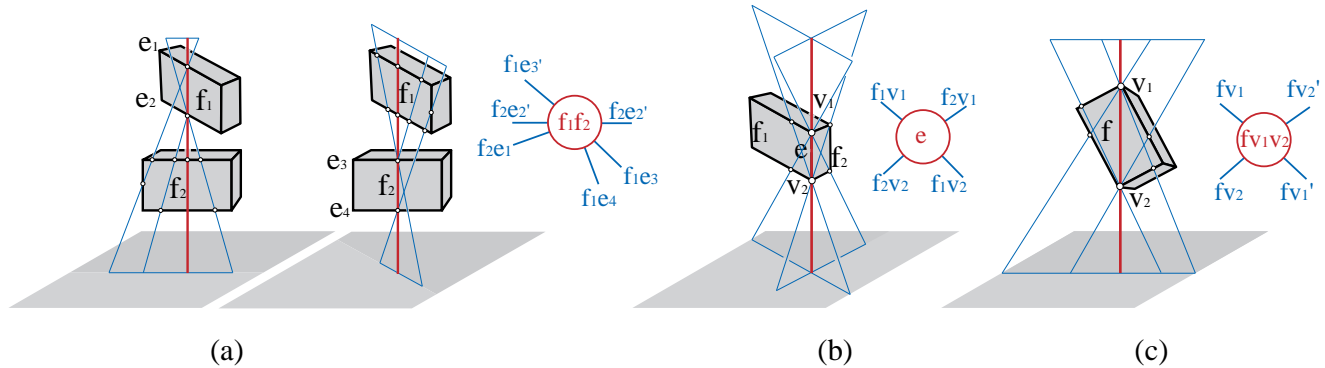 e1
e2
f1
f2
e3
e4
f1
f2
f1e3'
f2e2'
f2e1
f1f2
f2e2'
f1e3
f1e4
(a)
v1
f1
e
f2
v2
f1v1
f2v1
e
f2v2
f1v2
(b)
v1
f
v2
fv1
fv2'
fv1v2
fv2
fv1'
(c)